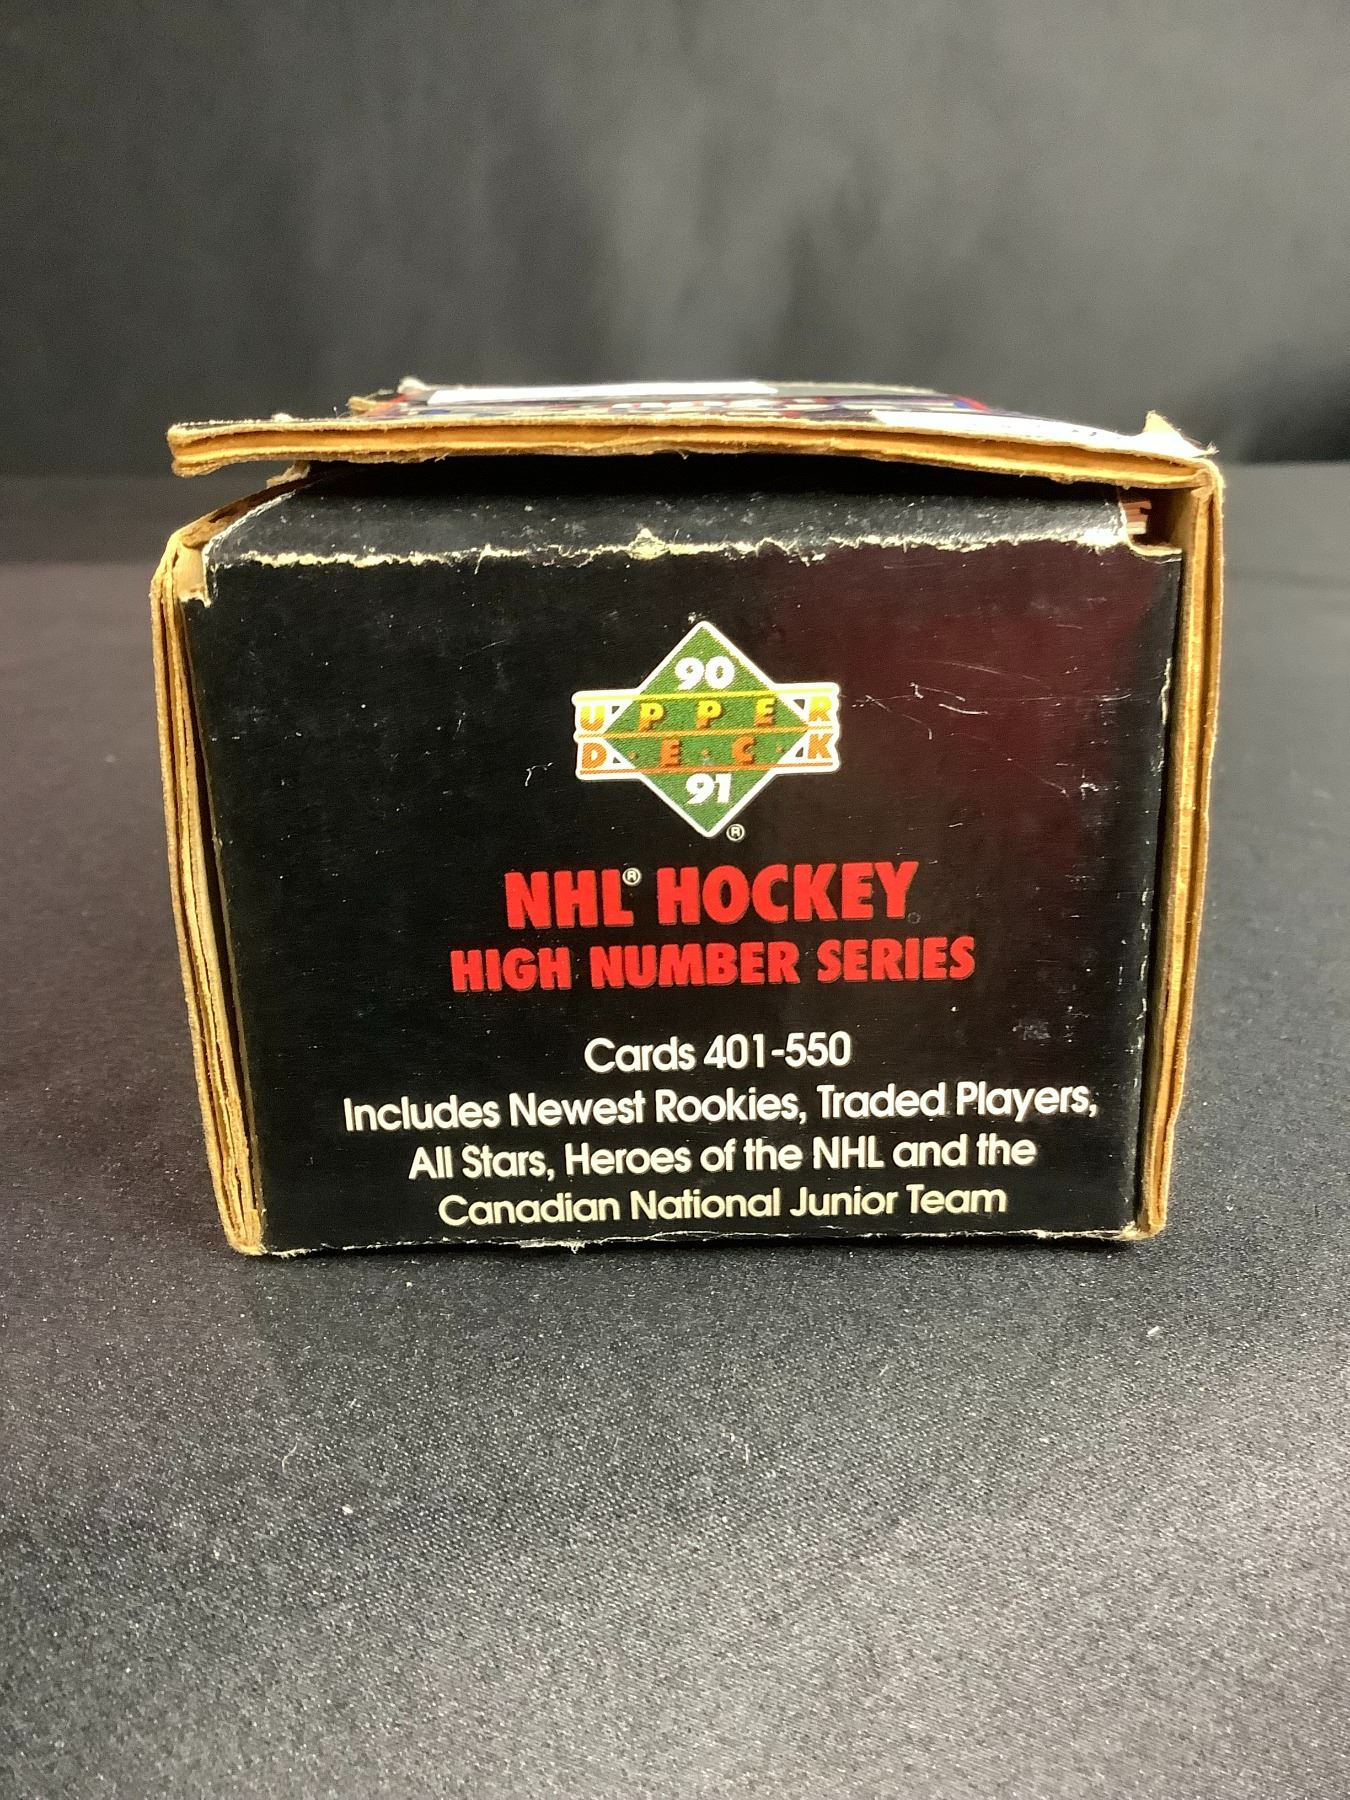 90
UPPER
D·E·C·K
91
®
NHL® HOCKEY
HIGH NUMBER SERIES
Cards 401-550
Includes Newest Rookies, Traded Players,
All Stars, Heroes of the NHL and the
Canadian National Junior Team